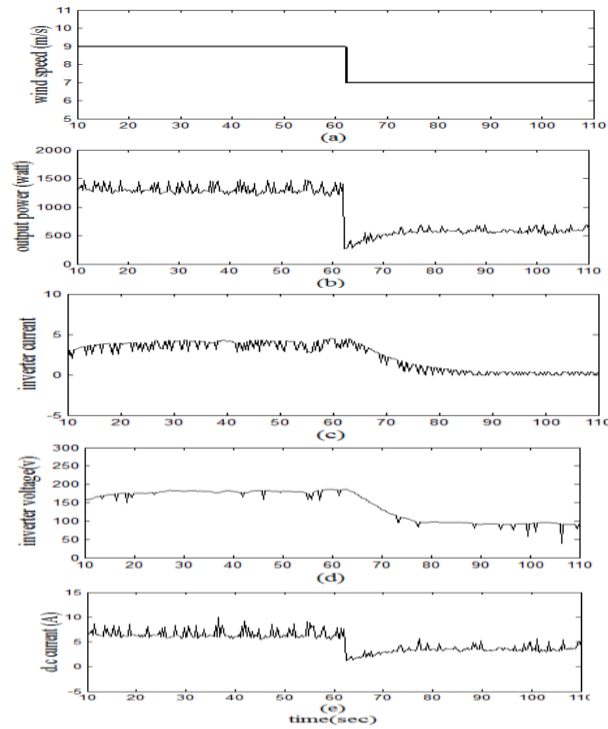 11
10
9
8
7
6
5
wind speed (m/s)
10 20 30 40 50 60 70 80 90 100 110
(a)
2000
1500
1000
500
0
output power (watt)
10 20 30 40 50 60 70 80 90 100 110
(b)
10
5
0
-5
inverter current
10 20 30 40 50 60 70 80 90 100 110
(c)
300
250
200
150
100
50
0
inverter voltage(v)
10 20 30 40 50 60 70 80 90 100 110
(d)
15
10
5
0
-5
d.c current (A)
10 20 30 40 50 60 70 80 90 100 110
(e)
time(sec)